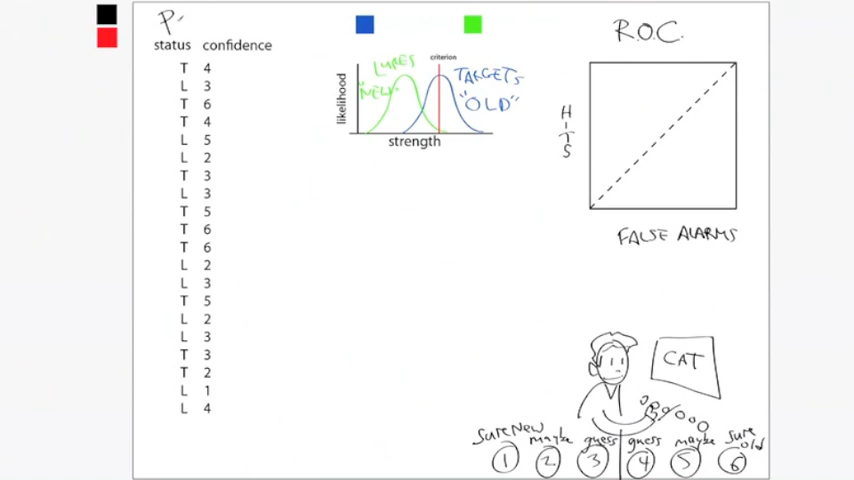 P-
status confidence
T 4
L 3
T 6
T 4
L 5
L 2
T 3
L 3
T 5
T 6
T 6
L 2
L 3
T 5
L 2
L 3
T 3
T 2
L 1
L 4
criterion
LURES
"NEW"
TARGETS
"OLD"
likelihood
strength
R.O.C.
HITS
FALSE ALARMS
CAT
sure New maybe guess guess maybe sure old
1 2 3 4 5 6